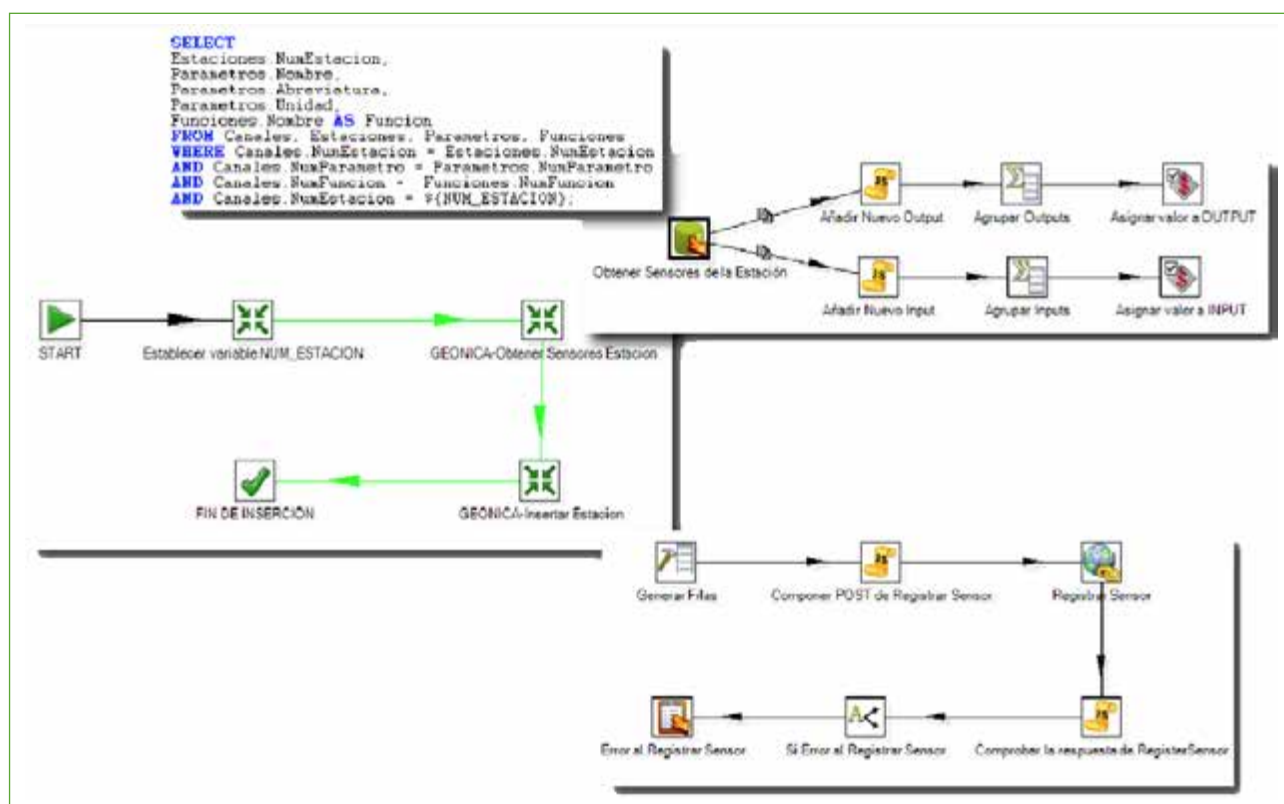 SELECT
Estaciones.NumEstacion,
Parametros.Nombre,
Parametros.Abreviatura,
Parametros.Unidad,
Funciones.Nombre AS Funcion
FROM Canales, Estaciones, Parametros, Funciones
WHERE Canales.NumEstacion = Estaciones.NumEstacion
AND Canales.NumParametro = Parametros.NumParametro
AND Canales.NumFuncion = Funciones.NumFuncion
AND Canales.NumEstacion = ${NUM_ESTACION};
Obtener Sensores de la Estación
Añadir Nuevo Output
Agrupar Outputs
Asignar valor a OUTPUT
Añadir Nuevo Input
Agrupar Inputs
Asignar valor a INPUT
START
Establecer variable NUM_ESTACION
GEONICA-Obtener Sensores Estacion
FIN DE INSERCIÓN
GEONICA-Insertar Estacion
Generar Filas
Componer POST de Registrar Sensor
Registrar Sensor
Error al Registrar Sensor
Si Error al Registrar Sensor
Comprobar la respuesta de RegisterSensor